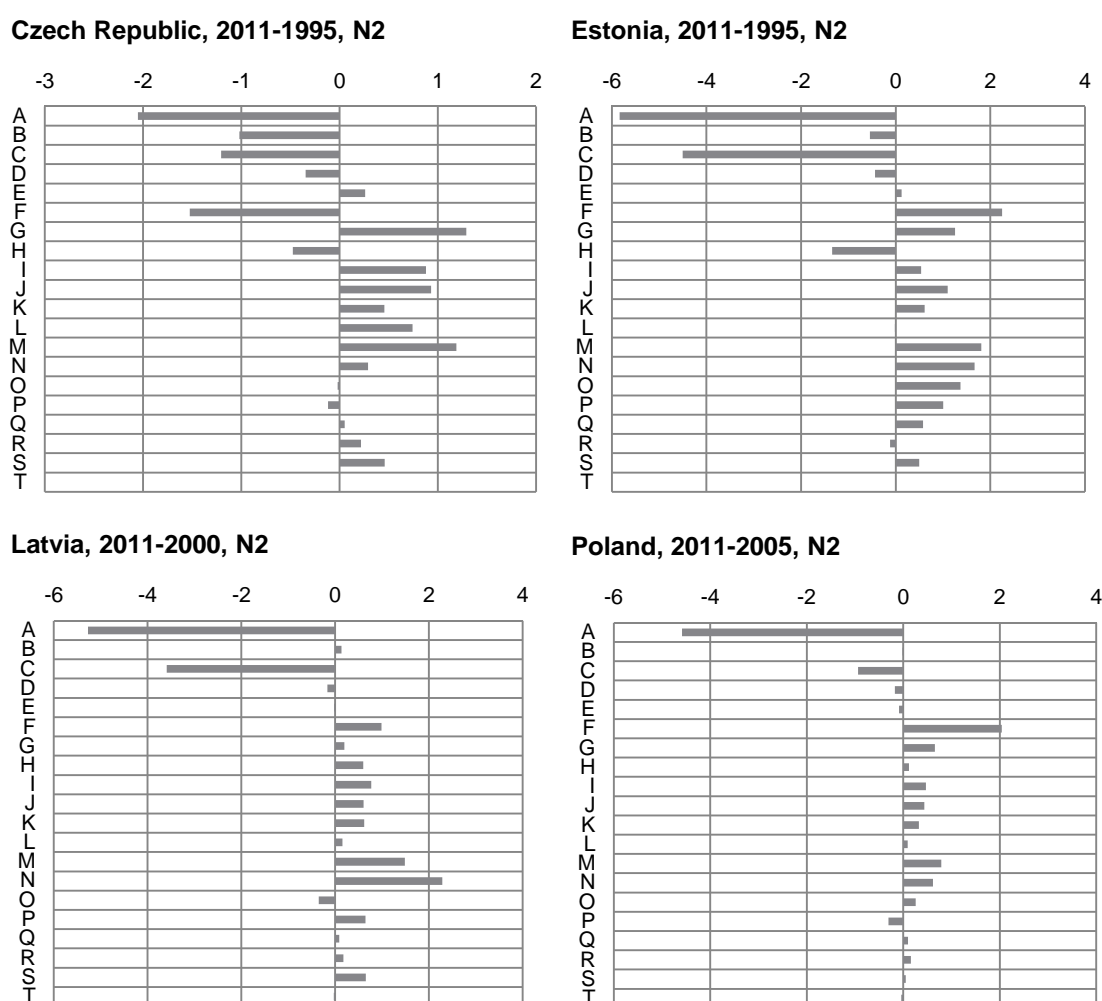 Czech Republic, 2011-1995, N2
-3 -2 -1 0 1 2
A
B
C
D
E
F
G
H
I
J
K
L
M
N
O
P
Q
R
S
T
Estonia, 2011-1995, N2
-6 -4 -2 0 2 4
A
B
C
D
E
F
G
H
I
J
K
L
M
N
O
P
Q
R
S
T
Latvia, 2011-2000, N2
-6 -4 -2 0 2 4
A
B
C
D
E
F
G
H
I
J
K
L
M
N
O
P
Q
R
S
T
Poland, 2011-2005, N2
-6 -4 -2 0 2 4
A
B
C
D
E
F
G
H
I
J
K
L
M
N
O
P
Q
R
S
T